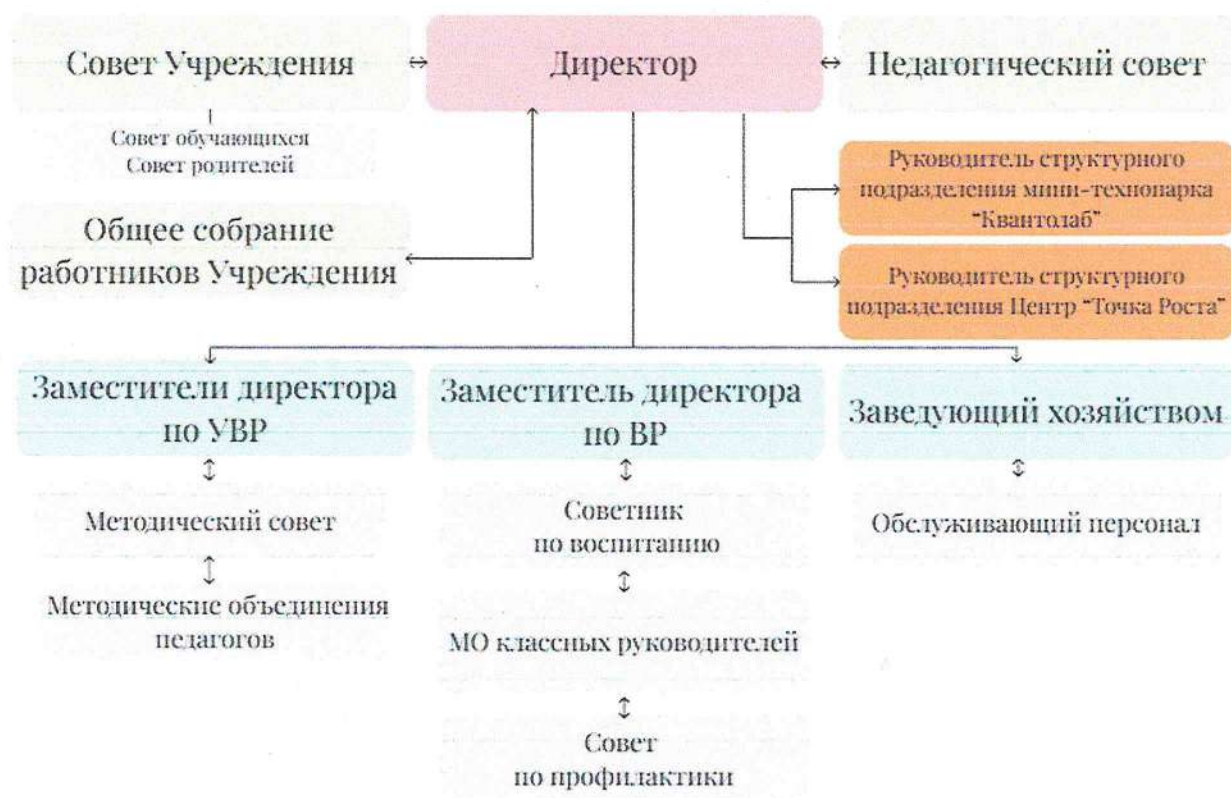 Совет Учреждения
Директор
Педагогический совет
Совет обучающихся
Совет родителей
Общее собрание
работников Учреждения
Руководитель структурного
подразделения мини-технопарка
“Квантолаб”
Руководитель структурного
подразделения Центр “Точка Роста”
Заместители директора
по УВР
Заместитель директора
по ВР
Заведующий хозяйством
Методический совет
Методические объединения
педагогов
Советник
по воспитанию
МО классных руководителей
Совет
по профилактики
Обслуживающий персонал